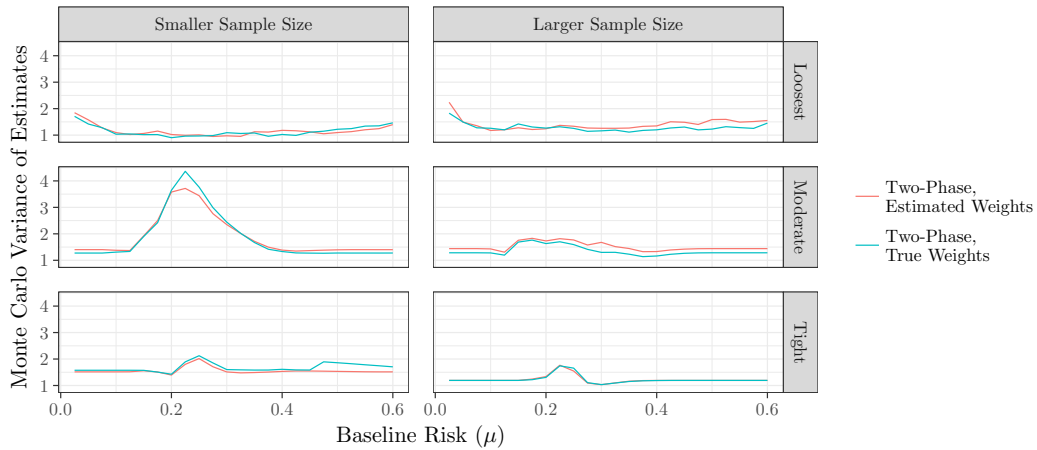 Smaller Sample Size
Larger Sample Size
Monte Carlo Variance of Estimates
4
3
2
1
Loosest
4
3
2
1
Moderate
4
3
2
1
Tight
0.0
0.2
0.4
0.6
0.0
0.2
0.4
0.6
Baseline Risk (μ)
Two-Phase,
Estimated Weights
Two-Phase,
True Weights